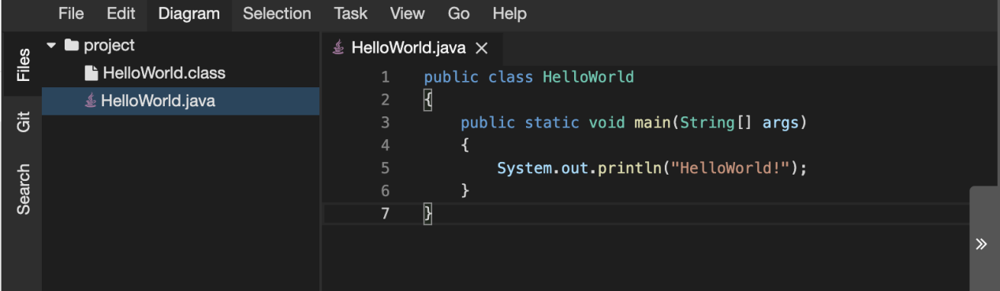 File Edit Diagram Selection Task View Go Help
Files
Git
Search
project
HelloWorld.class
HelloWorld.java
HelloWorld.java
1 public class HelloWorld
2 {
3     public static void main(String[] args)
4     {
5         System.out.println("HelloWorld!");
6     }
7 }